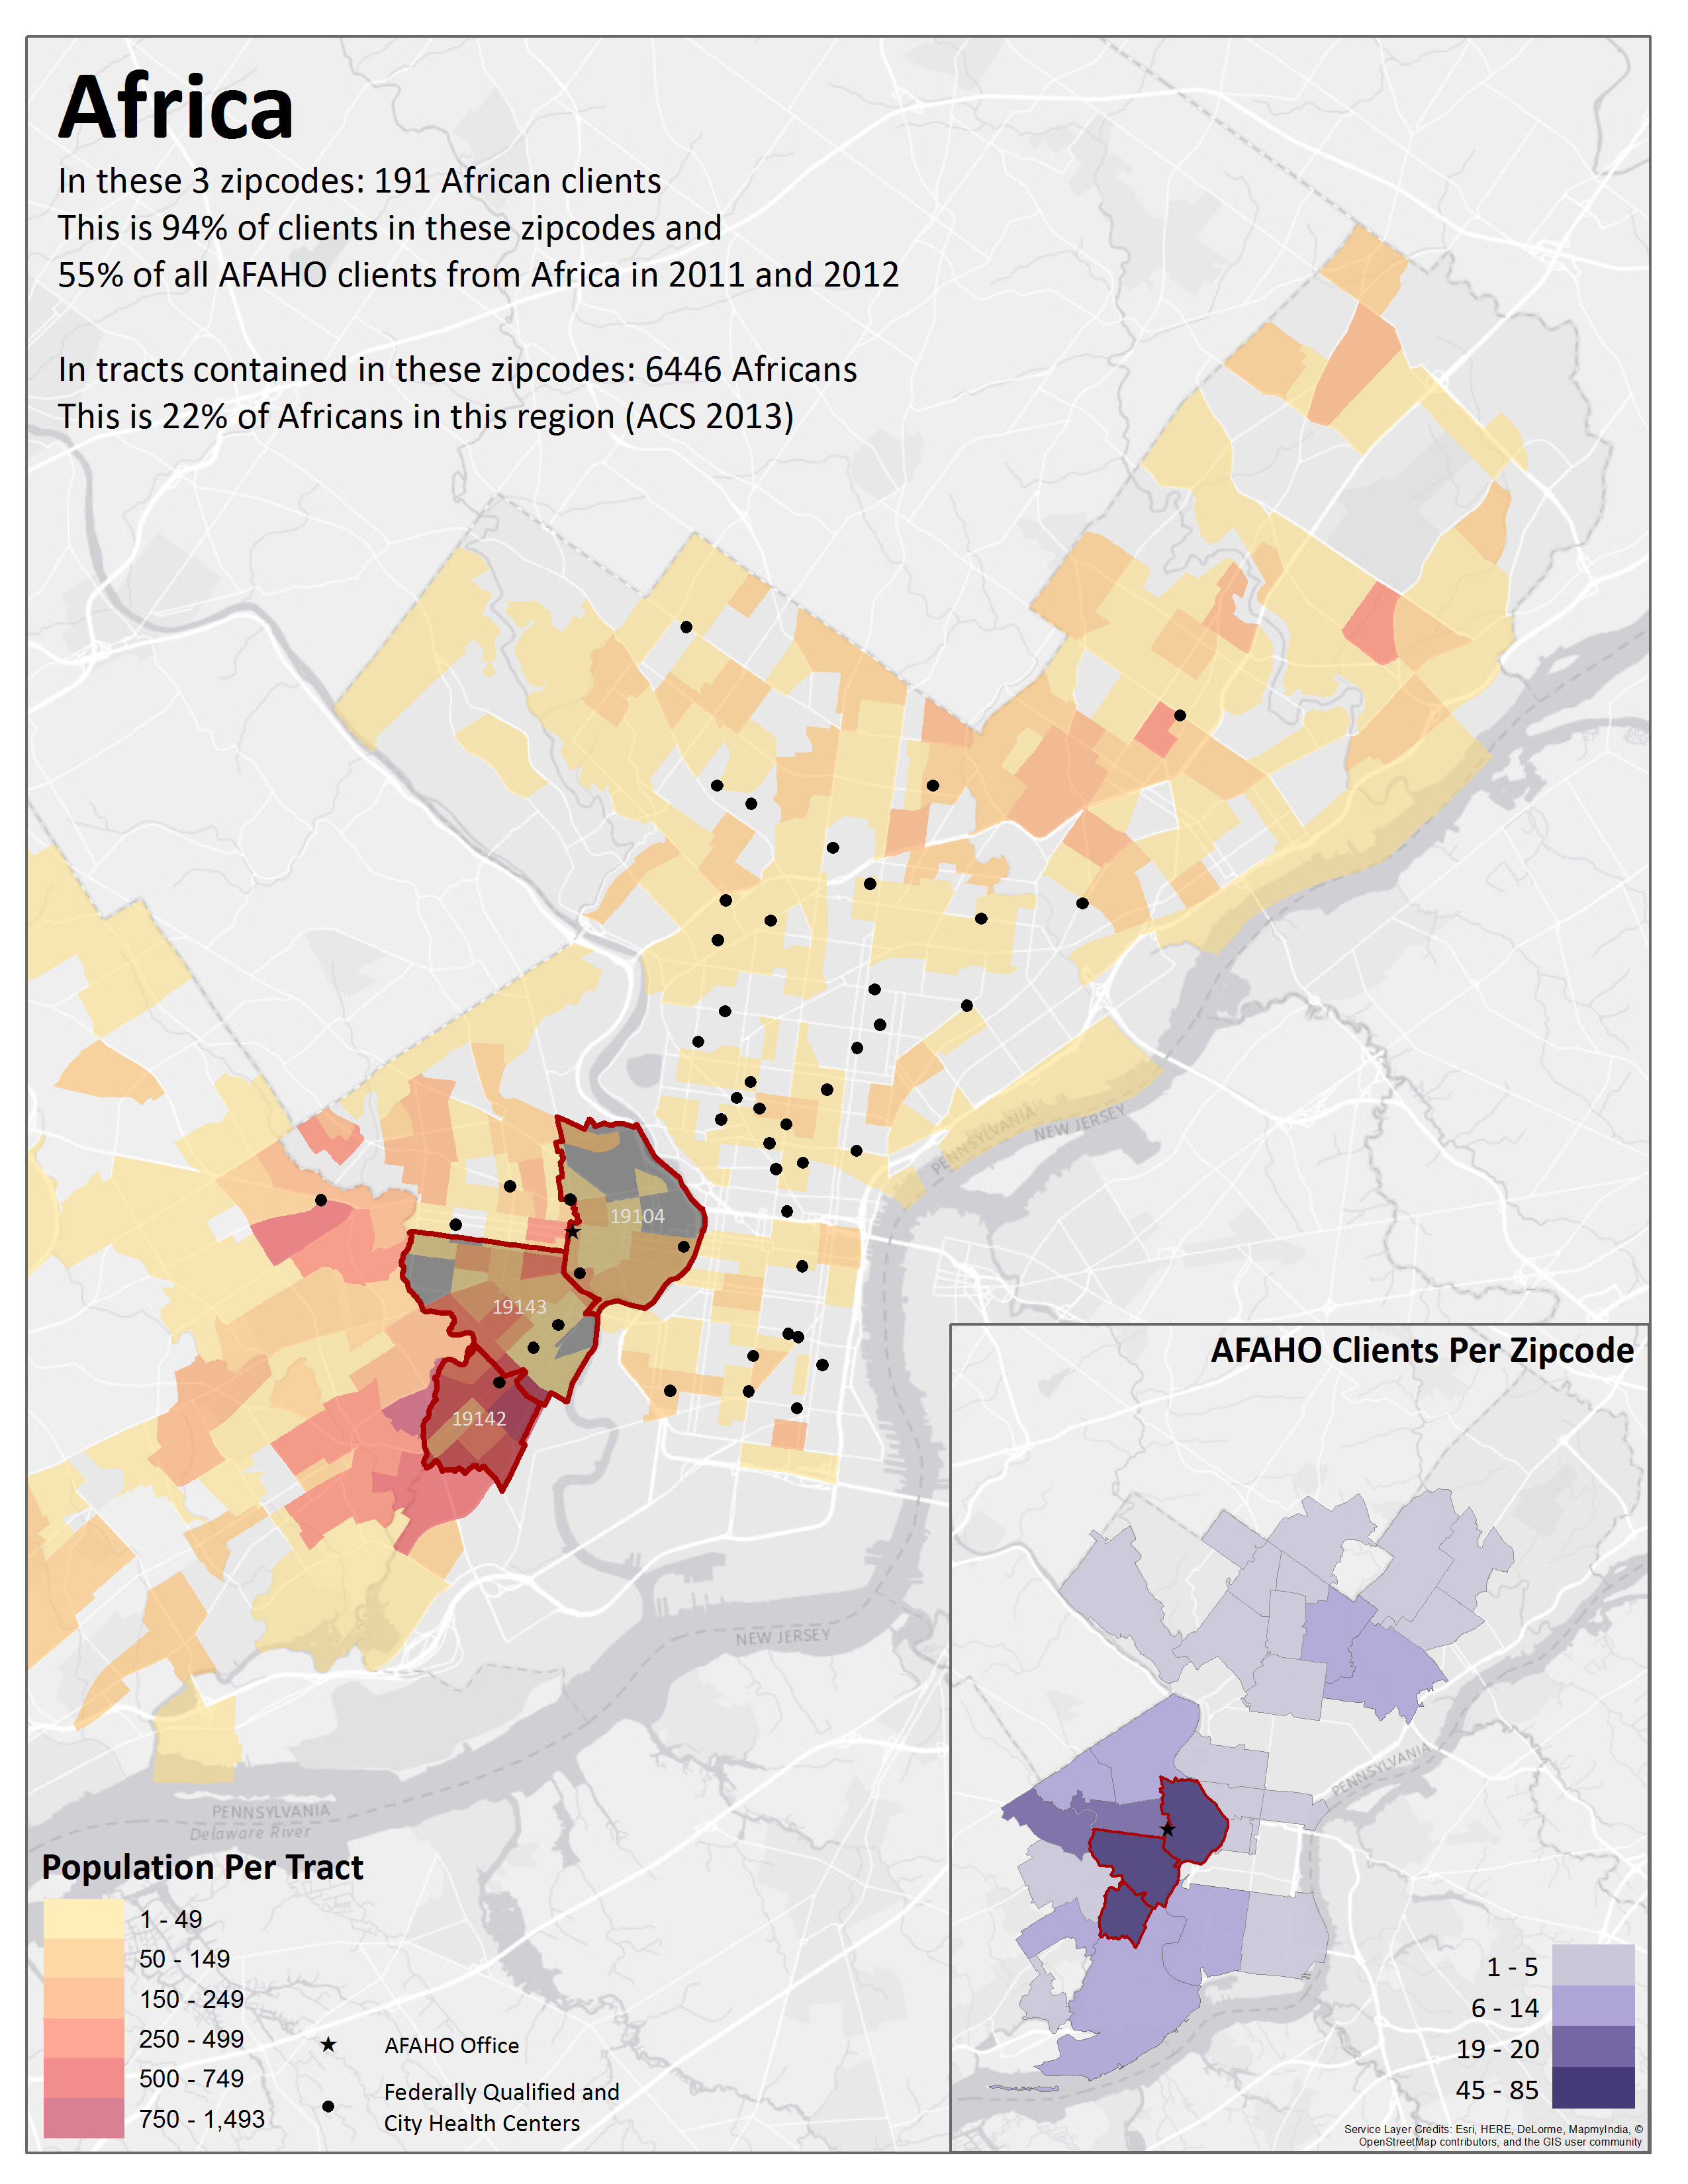 Africa
In these 3 zipcodes: 191 African clients
This is 94% of clients in these zipcodes and
55% of all AFAHO clients from Africa in 2011 and 2012
In tracts contained in these zipcodes: 6446 Africans
This is 22% of Africans in this region (ACS 2013)
PENNSYLVANIA
NEW JERSEY
19104
19143
19142
NEW JERSEY
PENNSYLVANIA
Delaware River
Population Per Tract
1 - 49
50 - 149
150 - 249
250 - 499
500 - 749
750 - 1,493
AFAHO Office
Federally Qualified and
City Health Centers
AFAHO Clients Per Zipcode
PENNSYLVANIA
1 - 5
6 - 14
19 - 20
45 - 85
Service Layer Credits: Esri, HERE, DeLorme, MapmyIndia, ©
OpenStreetMap contributors, and the GIS user community